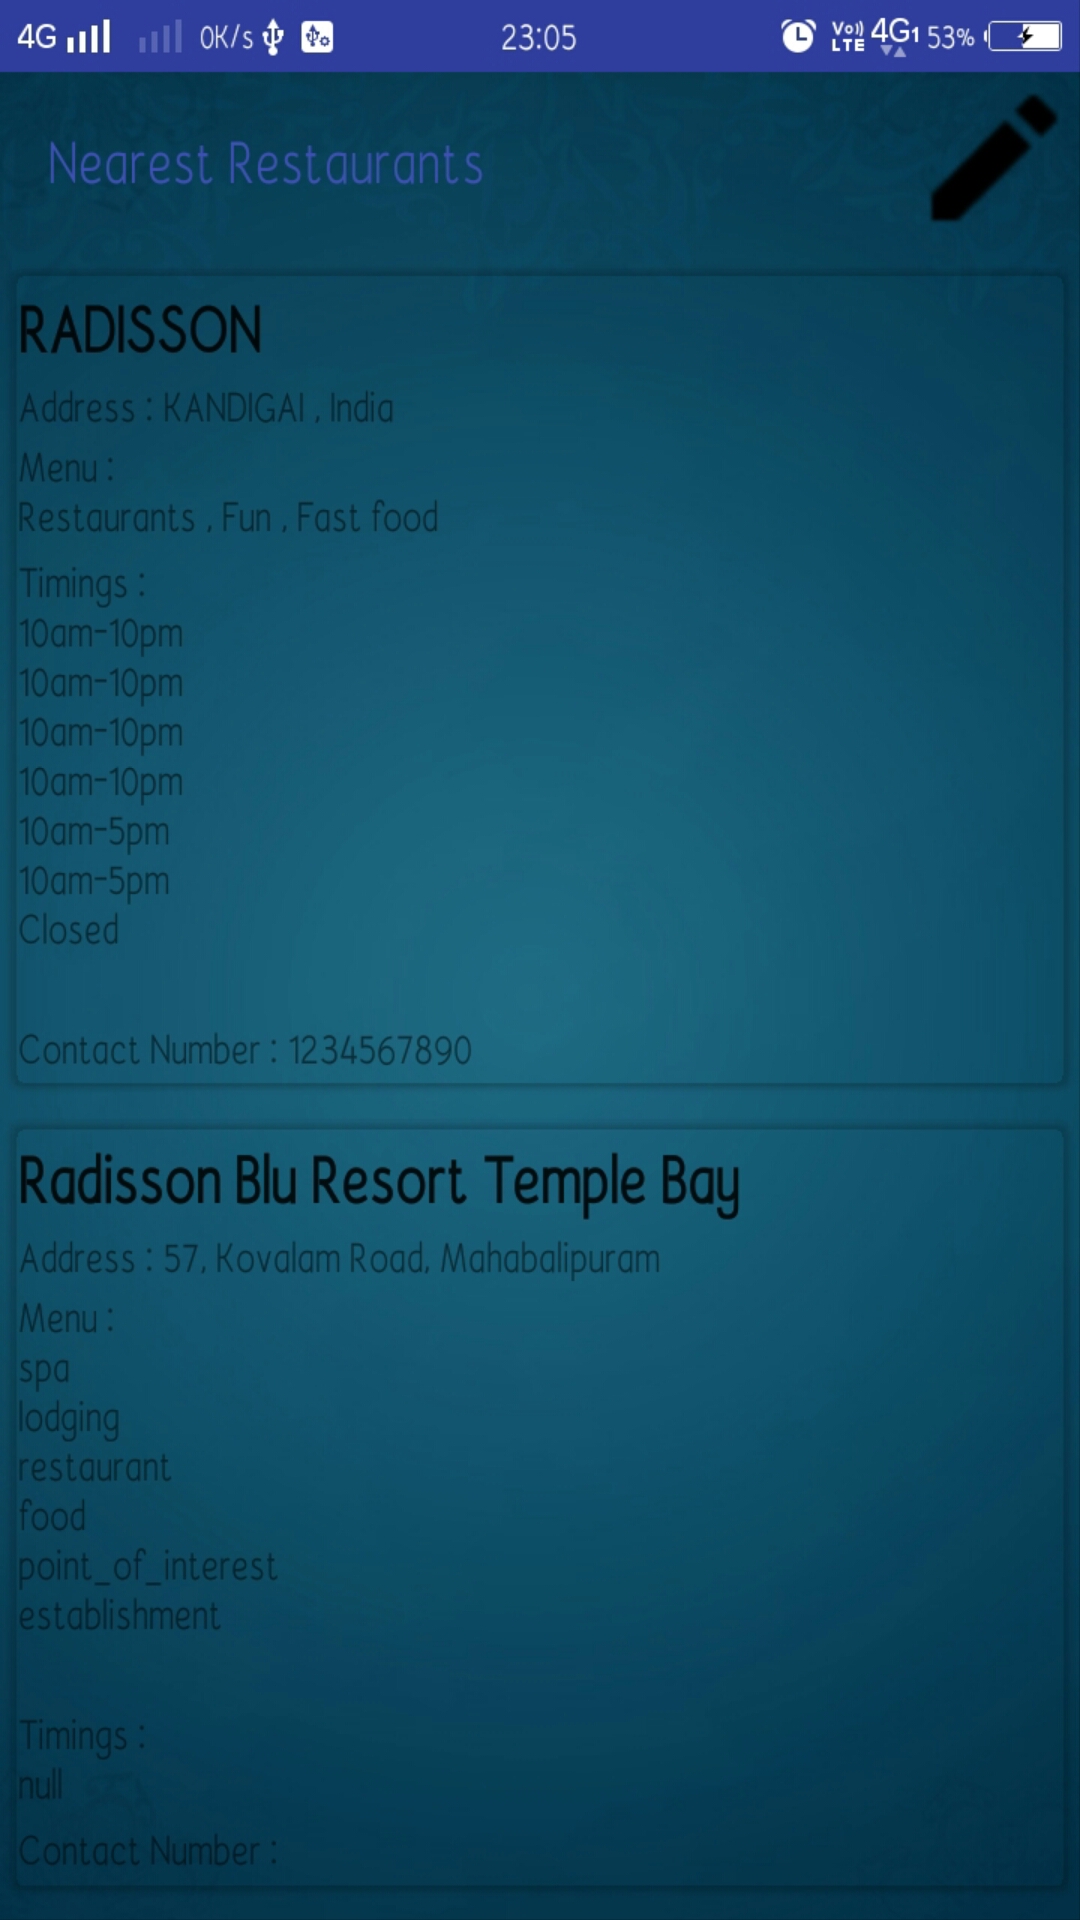 4G 0K/s 23:05 Vo)) LTE 4G1 53%
Nearest Restaurants
RADISSON
Address : KANDIGAI , India
Menu :
Restaurants , Fun , Fast food
Timings :
10am-10pm
10am-10pm
10am-10pm
10am-10pm
10am-5pm
10am-5pm
Closed
Contact Number : 1234567890
Radisson Blu Resort Temple Bay
Address : 57, Kovalam Road, Mahabalipuram
Menu :
spa
lodging
restaurant
food
point_of_interest
establishment
Timings :
null
Contact Number :